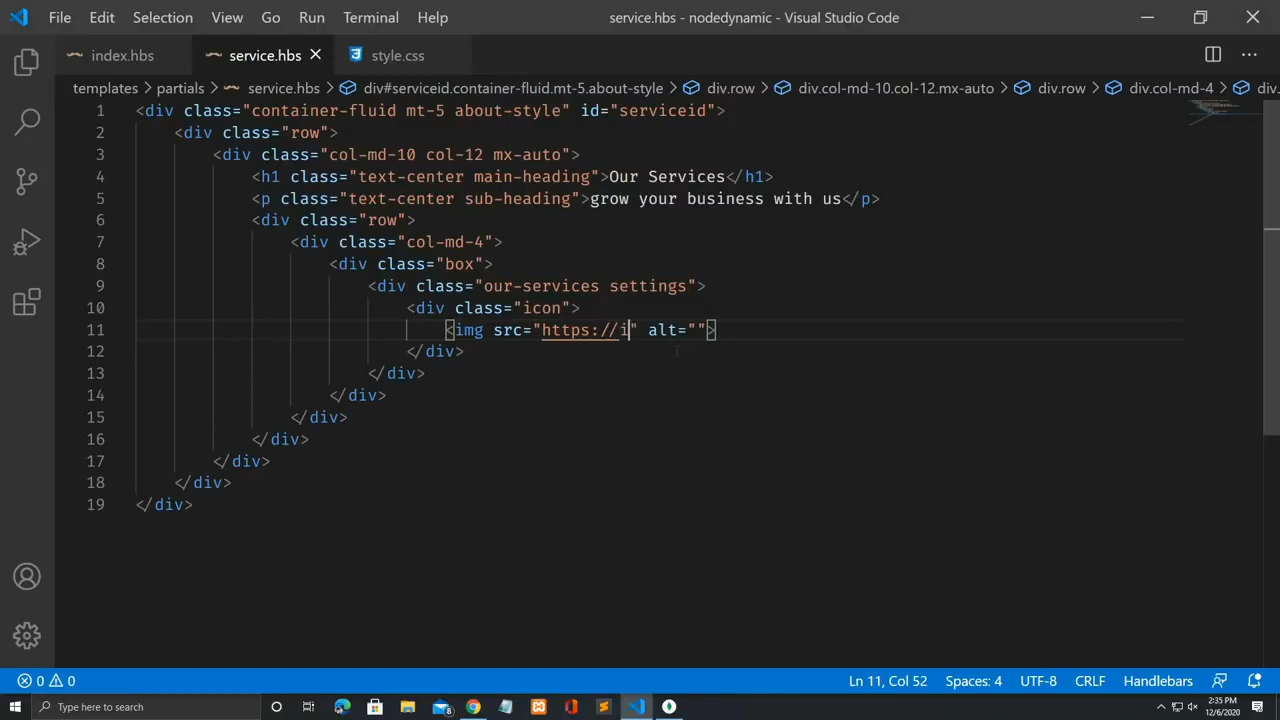 File Edit Selection View Go Run Terminal Help service.hbs - nodedynamic - Visual Studio Code
index.hbs service.hbs style.css
templates > partials > service.hbs > div#serviceid.container-fluid.mt-5.about-style > div.row > div.col-md-10.col-12.mx-auto > div.row > div.col-md-4 > div.
1 <div class="container-fluid mt-5 about-style" id="serviceid">
2 <div class="row">
3 <div class="col-md-10 col-12 mx-auto">
4 <h1 class="text-center main-heading">Our Services</h1>
5 <p class="text-center sub-heading">grow your business with us</p>
6 <div class="row">
7 <div class="col-md-4">
8 <div class="box">
9 <div class="our-services settings">
10 <div class="icon">
11 <img src="https://i" alt="">
12 </div>
13 </div>
14 </div>
15 </div>
16 </div>
17 </div>
18 </div>
19 </div>
0 0 Ln 11, Col 52 Spaces: 4 UTF-8 CRLF Handlebars
Type here to search 8 2:35 PM
12/6/2020